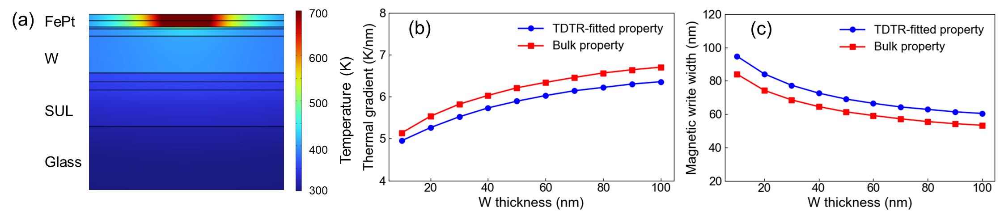 (a)
FePt
W
SUL
Glass
700
600
500
400
300
Temperature (K)
(b)
TDTR-fitted property
Bulk property
8
7
6
5
4
Thermal gradient (K/nm)
20 40 60 80 100
W thickness (nm)
(c)
TDTR-fitted property
Bulk property
120
100
80
60
40
20
Magnetic write width (nm)
20 40 60 80 100
W thickness (nm)